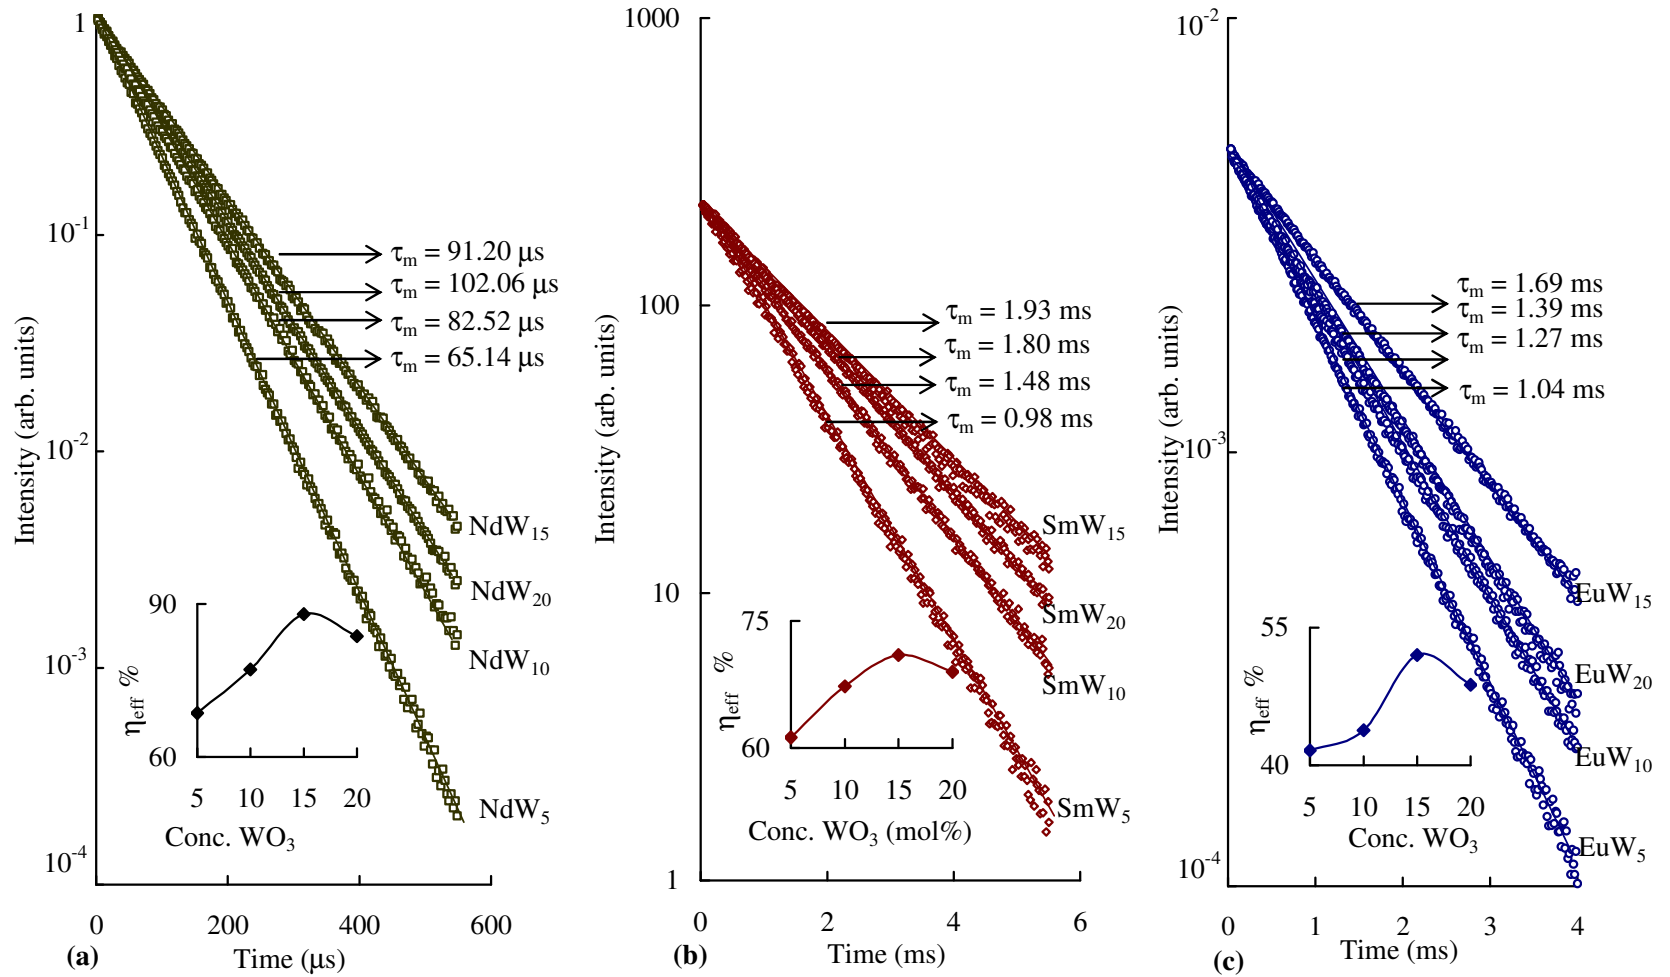 1
10⁻¹
10⁻²
10⁻³
10⁻⁴
Intensity (arb. units)
τₘ = 91.20 μs
τₘ = 102.06 μs
τₘ = 82.52 μs
τₘ = 65.14 μs
NdW₁₅
NdW₂₀
NdW₁₀
NdW₅
90
60
η_eff %
5 10 15 20
Conc. WO₃
0 200 400 600
(a)
Time (μs)
1000
100
10
1
Intensity (arb. units)
τₘ = 1.93 ms
τₘ = 1.80 ms
τₘ = 1.48 ms
τₘ = 0.98 ms
SmW₁₅
SmW₂₀
SmW₁₀
SmW₅
75
60
η_eff %
5 10 15 20
Conc. WO₃ (mol%)
0 2 4 6
(b)
Time (ms)
10⁻²
10⁻³
10⁻⁴
Intensity (arb. units)
τₘ = 1.69 ms
τₘ = 1.39 ms
τₘ = 1.27 ms
τₘ = 1.04 ms
EuW₁₅
EuW₂₀
EuW₁₀
EuW₅
55
40
η_eff %
5 10 15 20
Conc. WO₃
0 1 2 3 4
(c)
Time (ms)